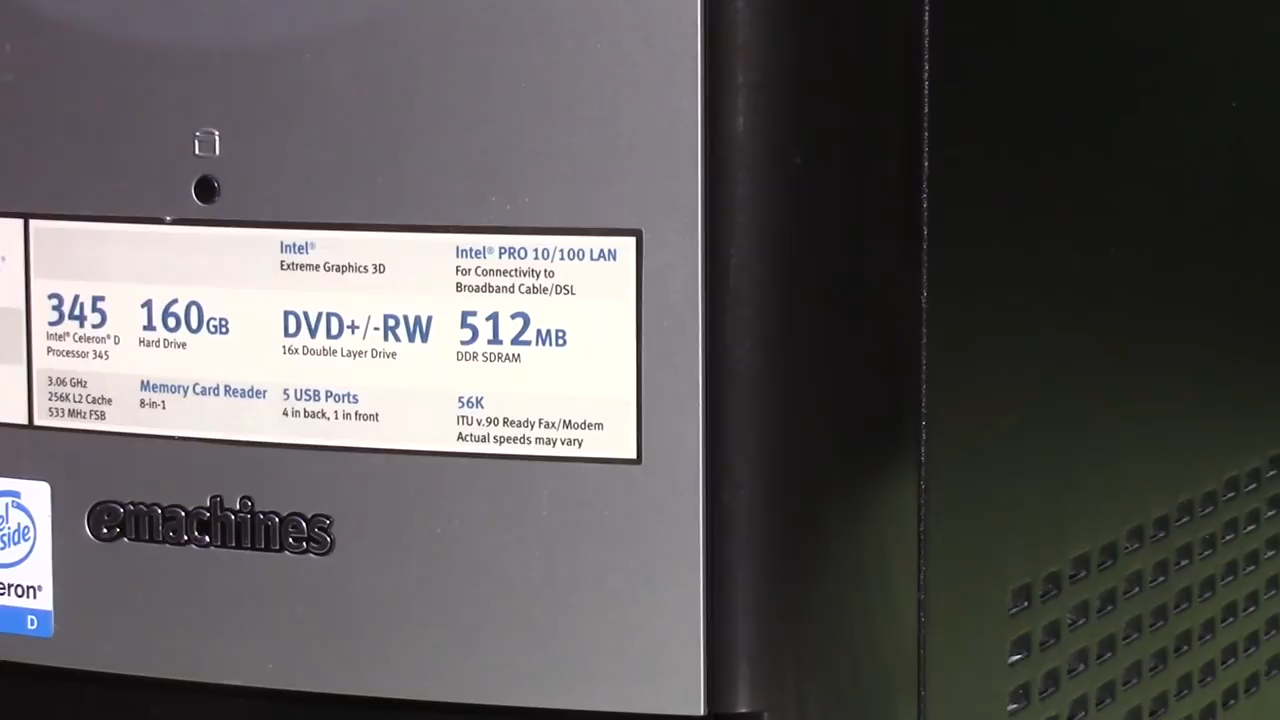 Intel®
Extreme Graphics 3D
Intel® PRO 10/100 LAN
For Connectivity to
Broadband Cable/DSL
345
Intel® Celeron® D
Processor 345
160GB
Hard Drive
DVD+/-RW
16x Double Layer Drive
512MB
DDR SDRAM
3.06 GHz
256K L2 Cache
533 MHz FSB
Memory Card Reader
8-in-1
5 USB Ports
4 in back, 1 in front
56K
ITU v.90 Ready Fax/Modem
Actual speeds may vary
emachines
el
side
eron®
D